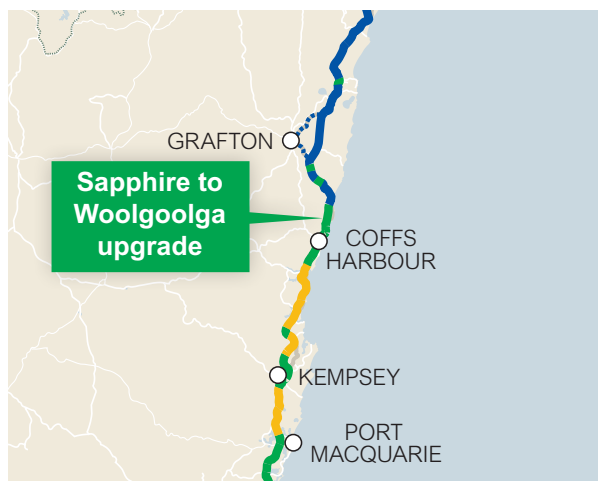 GRAFTON
Sapphire to
Woolgoolga
upgrade
COFFS
HARBOUR
KEMPSEY
PORT
MACQUARIE